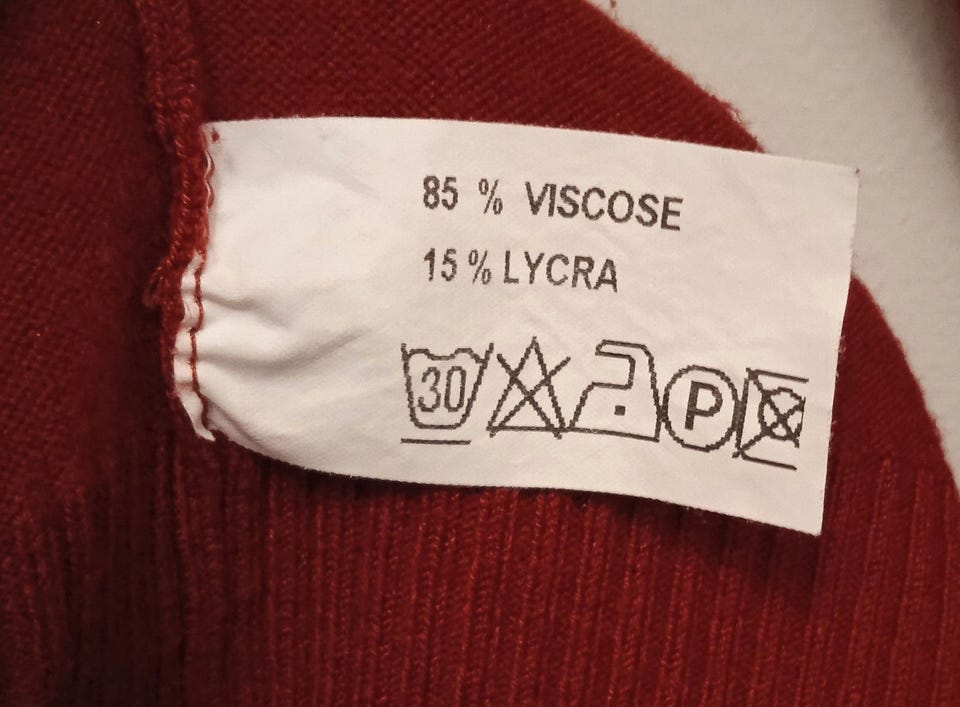 85 % VISCOSE
15 % LYCRA
30 P